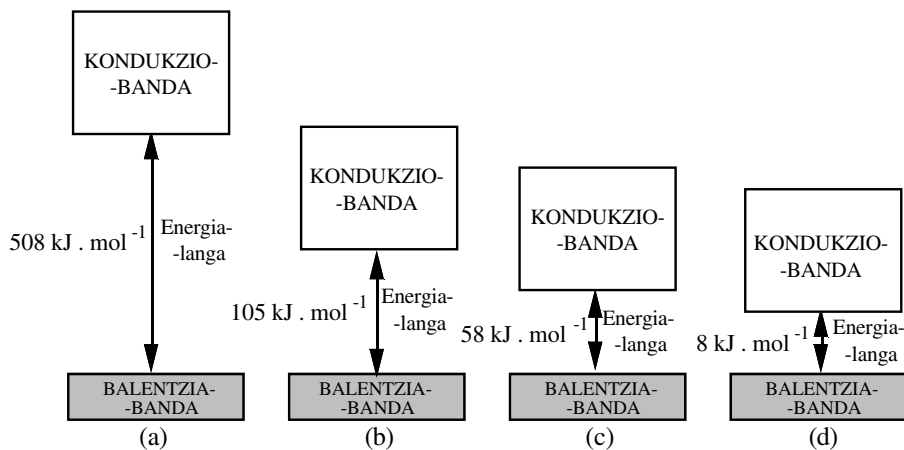 KONDUKZIO-
-BANDA
508 kJ . mol⁻¹
Energia-
-langa
BALENTZIA-
-BANDA
(a)
KONDUKZIO-
-BANDA
105 kJ . mol⁻¹
Energia-
-langa
BALENTZIA-
-BANDA
(b)
KONDUKZIO-
-BANDA
58 kJ . mol⁻¹
Energia-
-langa
BALENTZIA-
-BANDA
(c)
KONDUKZIO-
-BANDA
8 kJ . mol⁻¹
Energia-
-langa
BALENTZIA-
-BANDA
(d)